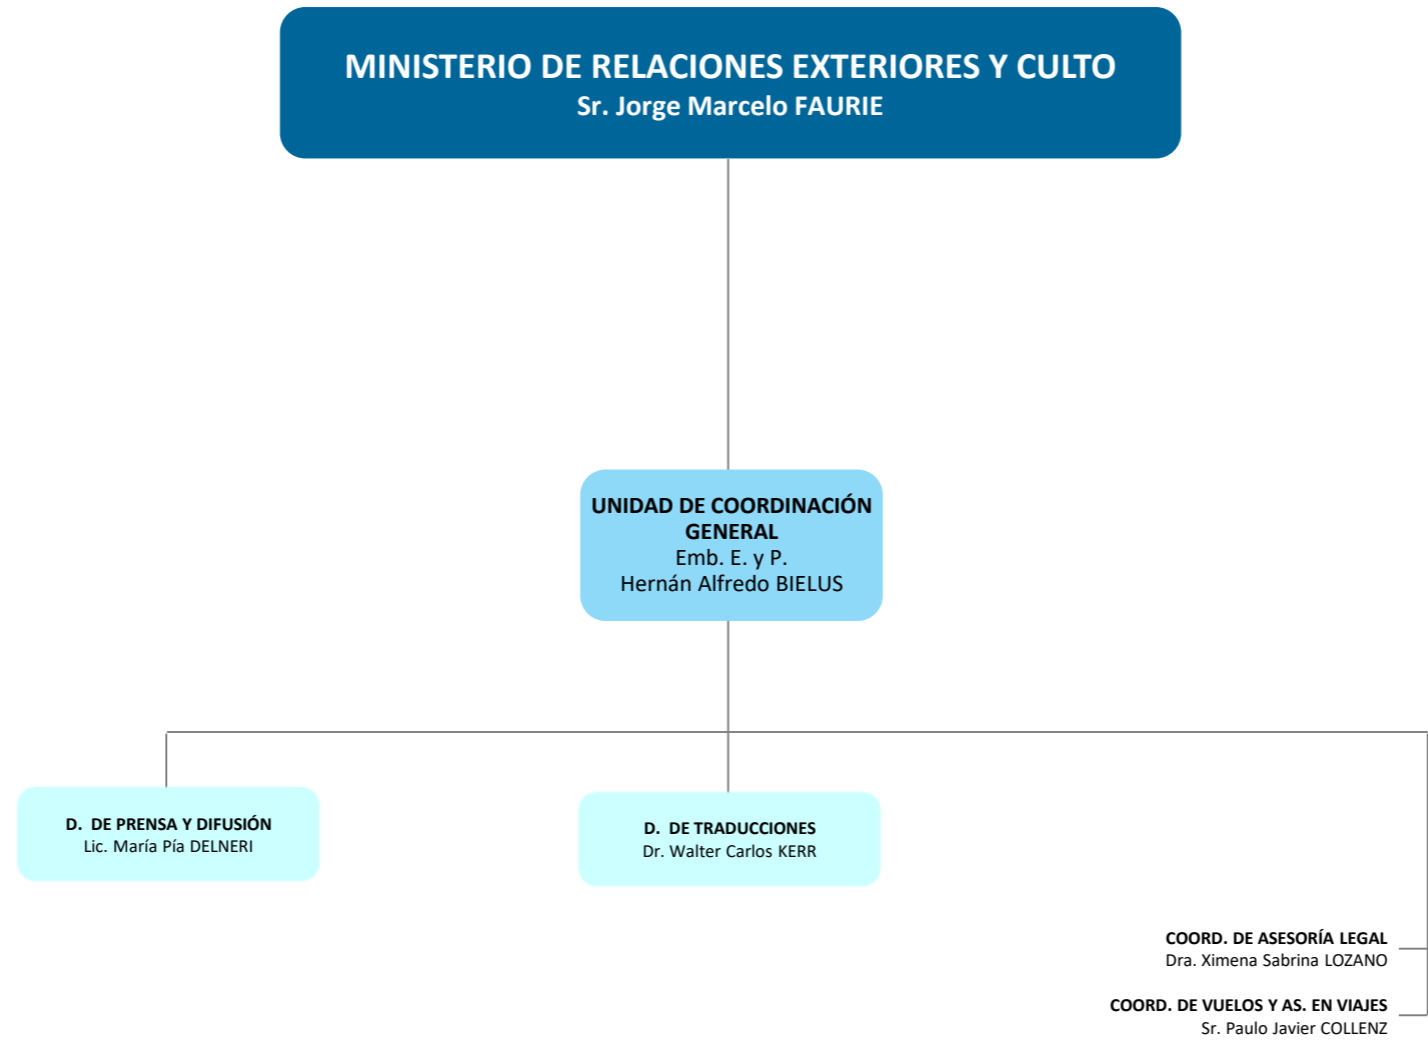 MINISTERIO DE RELACIONES EXTERIORES Y CULTO
Sr. Jorge Marcelo FAURIE
UNIDAD DE COORDINACIÓN
GENERAL
Emb. E. y P.
Hernán Alfredo BIELUS
D. DE PRENSA Y DIFUSIÓN
Lic. María Pía DELNERI
D. DE TRADUCCIONES
Dr. Walter Carlos KERR
COORD. DE ASESORÍA LEGAL
Dra. Ximena Sabrina LOZANO
COORD. DE VUELOS Y AS. EN VIAJES
Sr. Paulo Javier COLLENZ